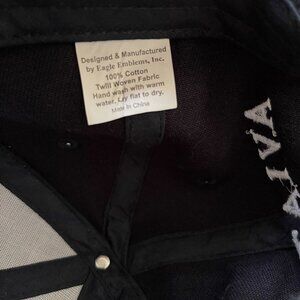 Designed & Manufactured
by Eagle Emblems, Inc.
100% Cotton
Twill Woven Fabric
Hand wash with warm
water. Lay flat to dry.
Made In China